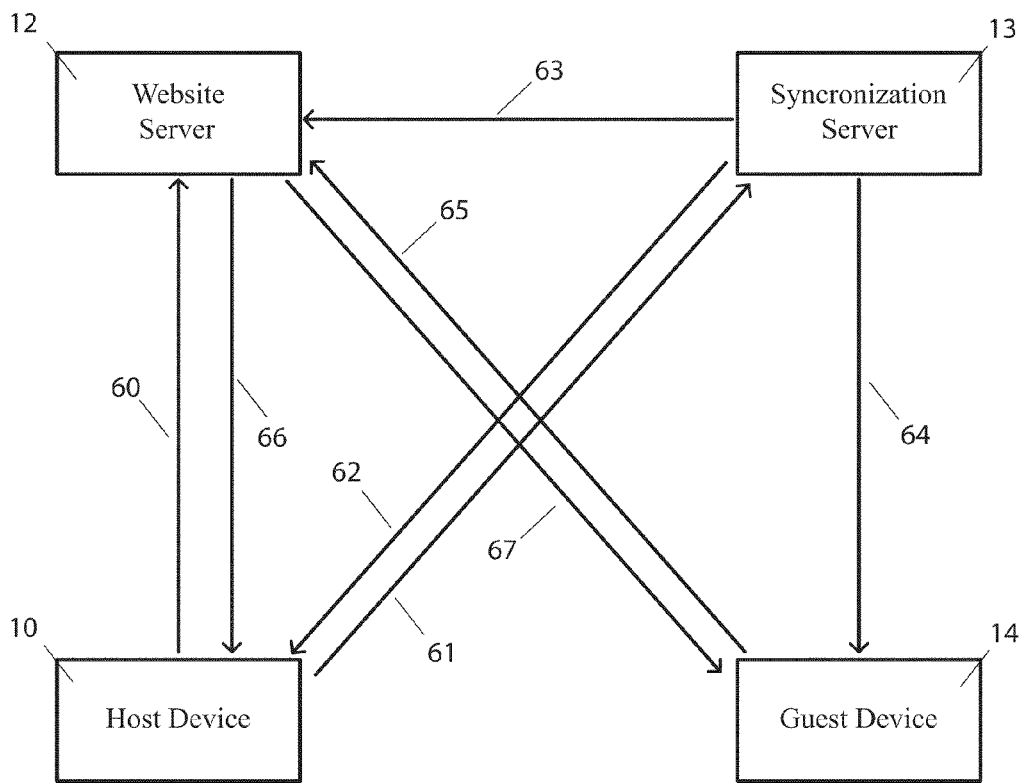 12
13
Website
Server
63
Syncronization
Server
65
60
66
62
64
67
61
10
14
Host Device
Guest Device